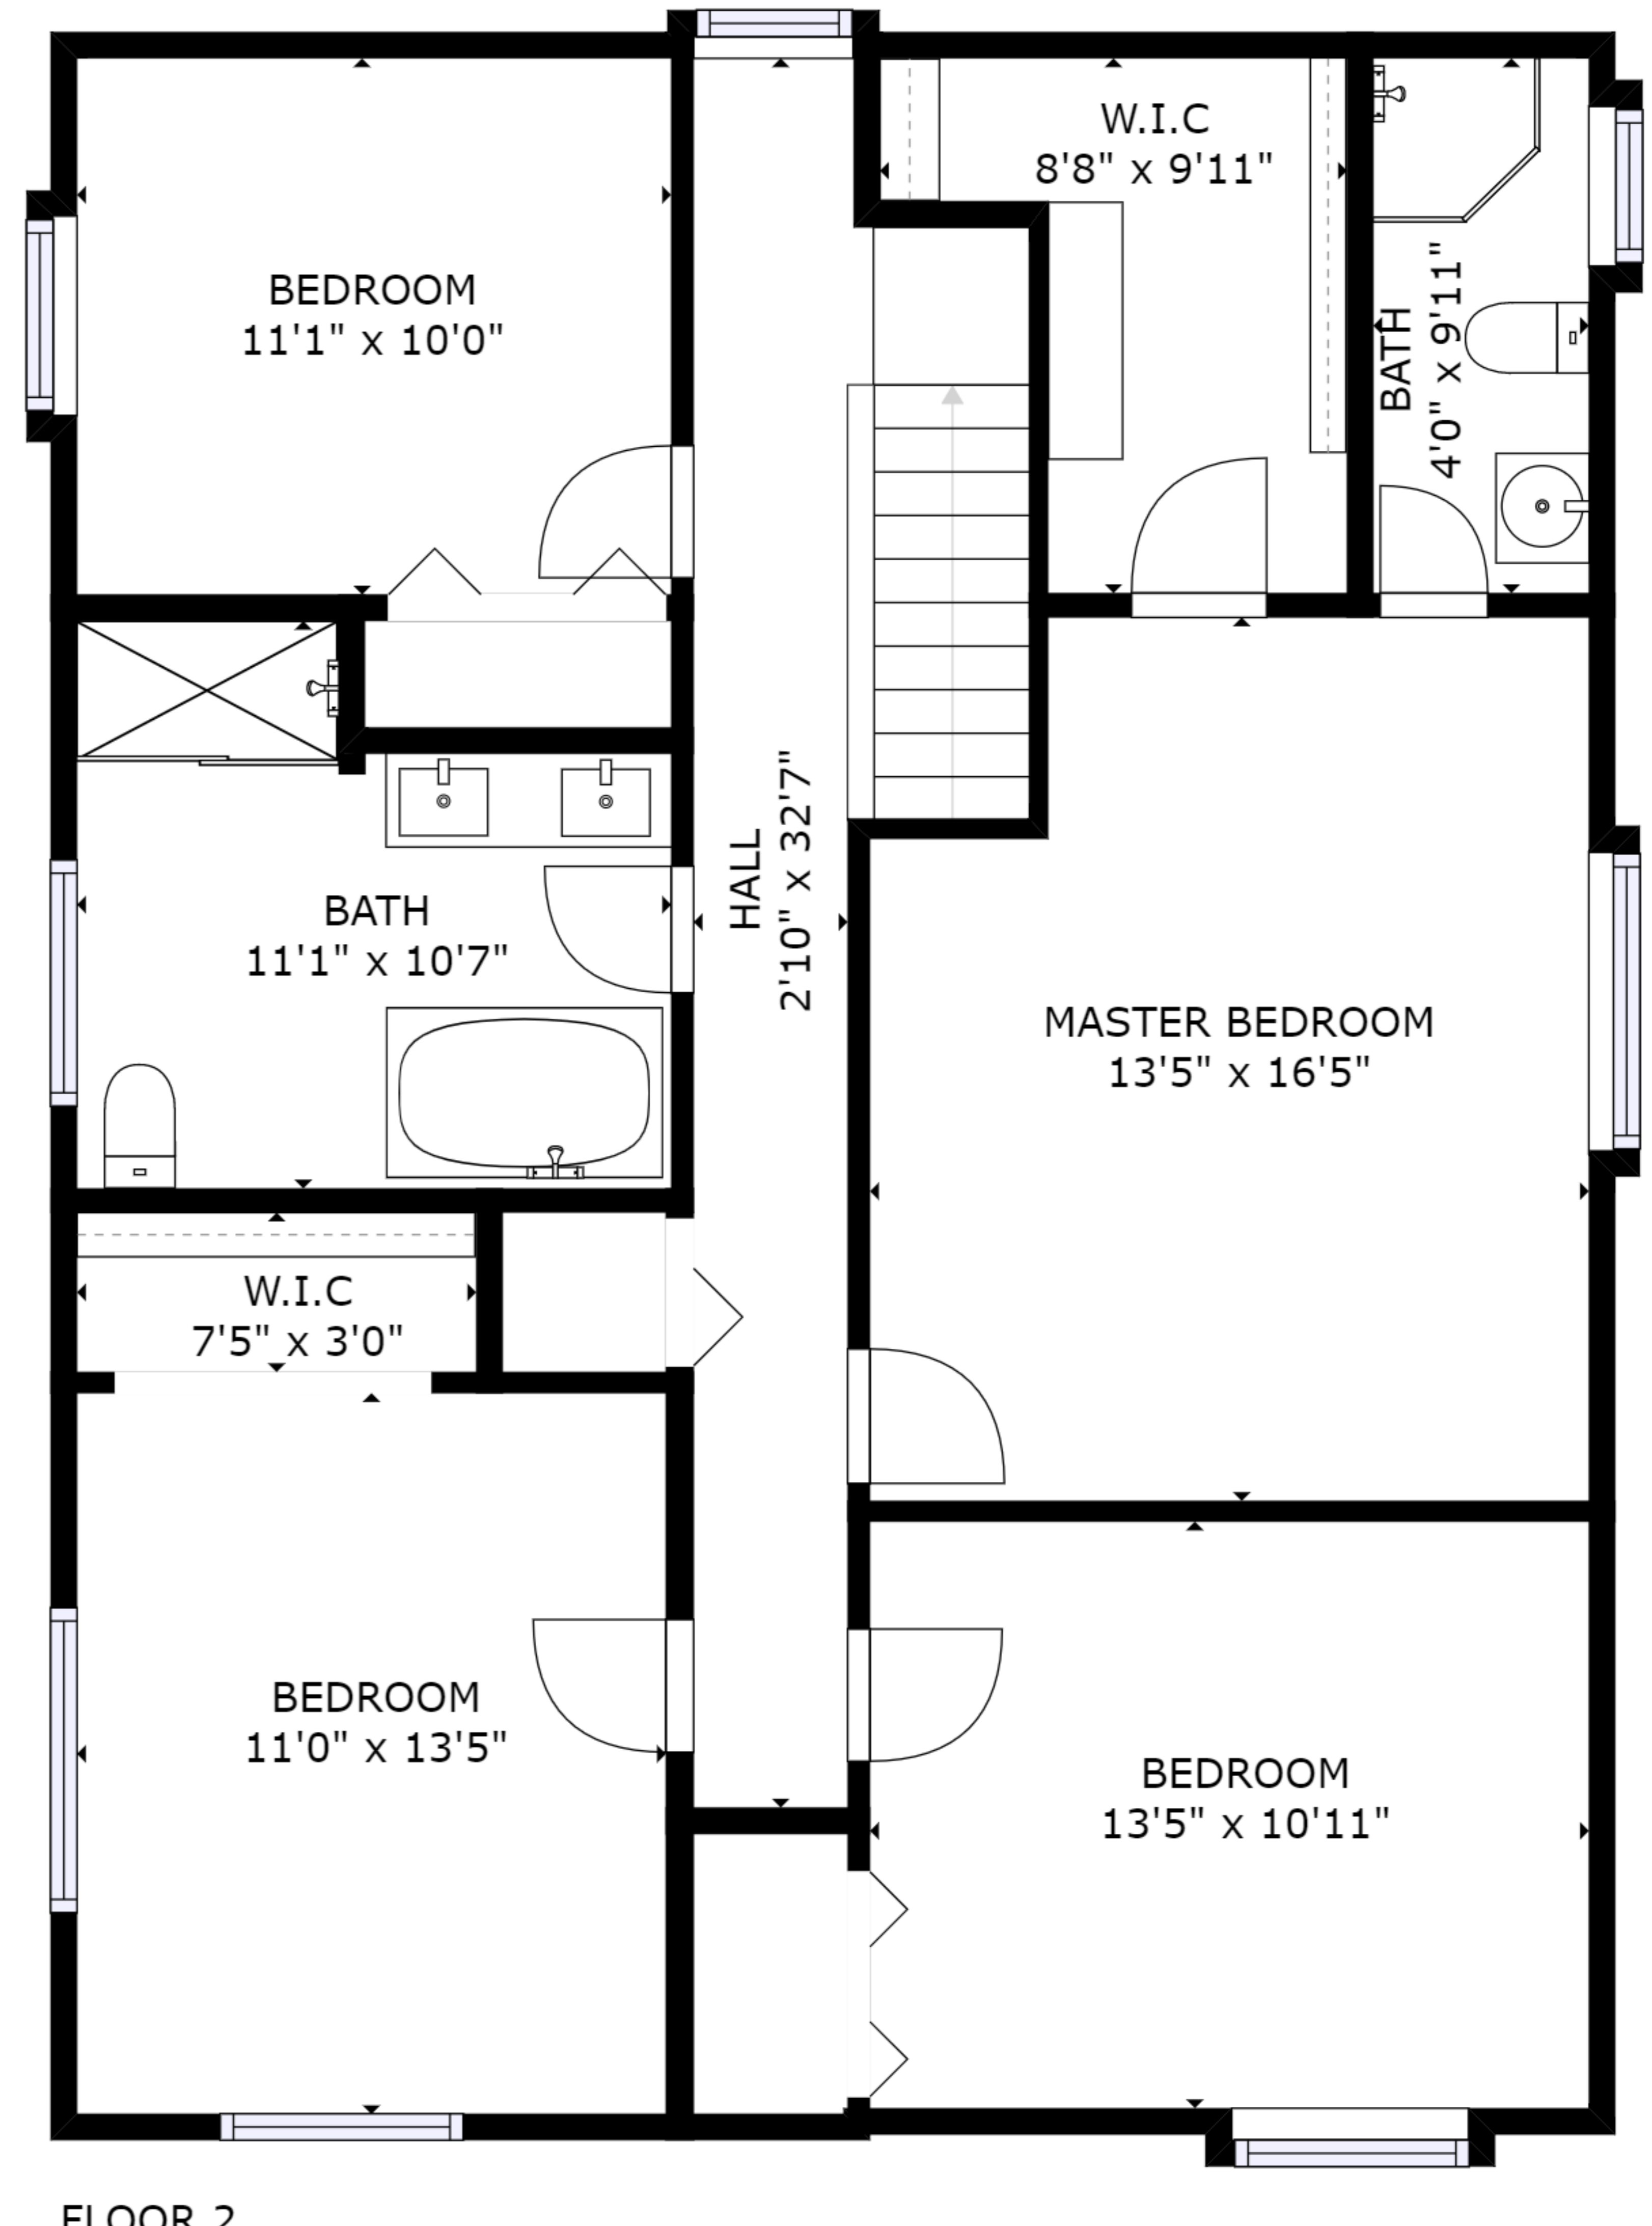 W.I.C
8'8" x 9'11"
BATH
4'0" x 9'11"
BEDROOM
11'1" x 10'0"
HALL
2'10" x 32'7"
BATH
11'1" x 10'7"
MASTER BEDROOM
13'5" x 16'5"
W.I.C
7'5" x 3'0"
BEDROOM
11'0" x 13'5"
BEDROOM
13'5" x 10'11"
FLOOR 2